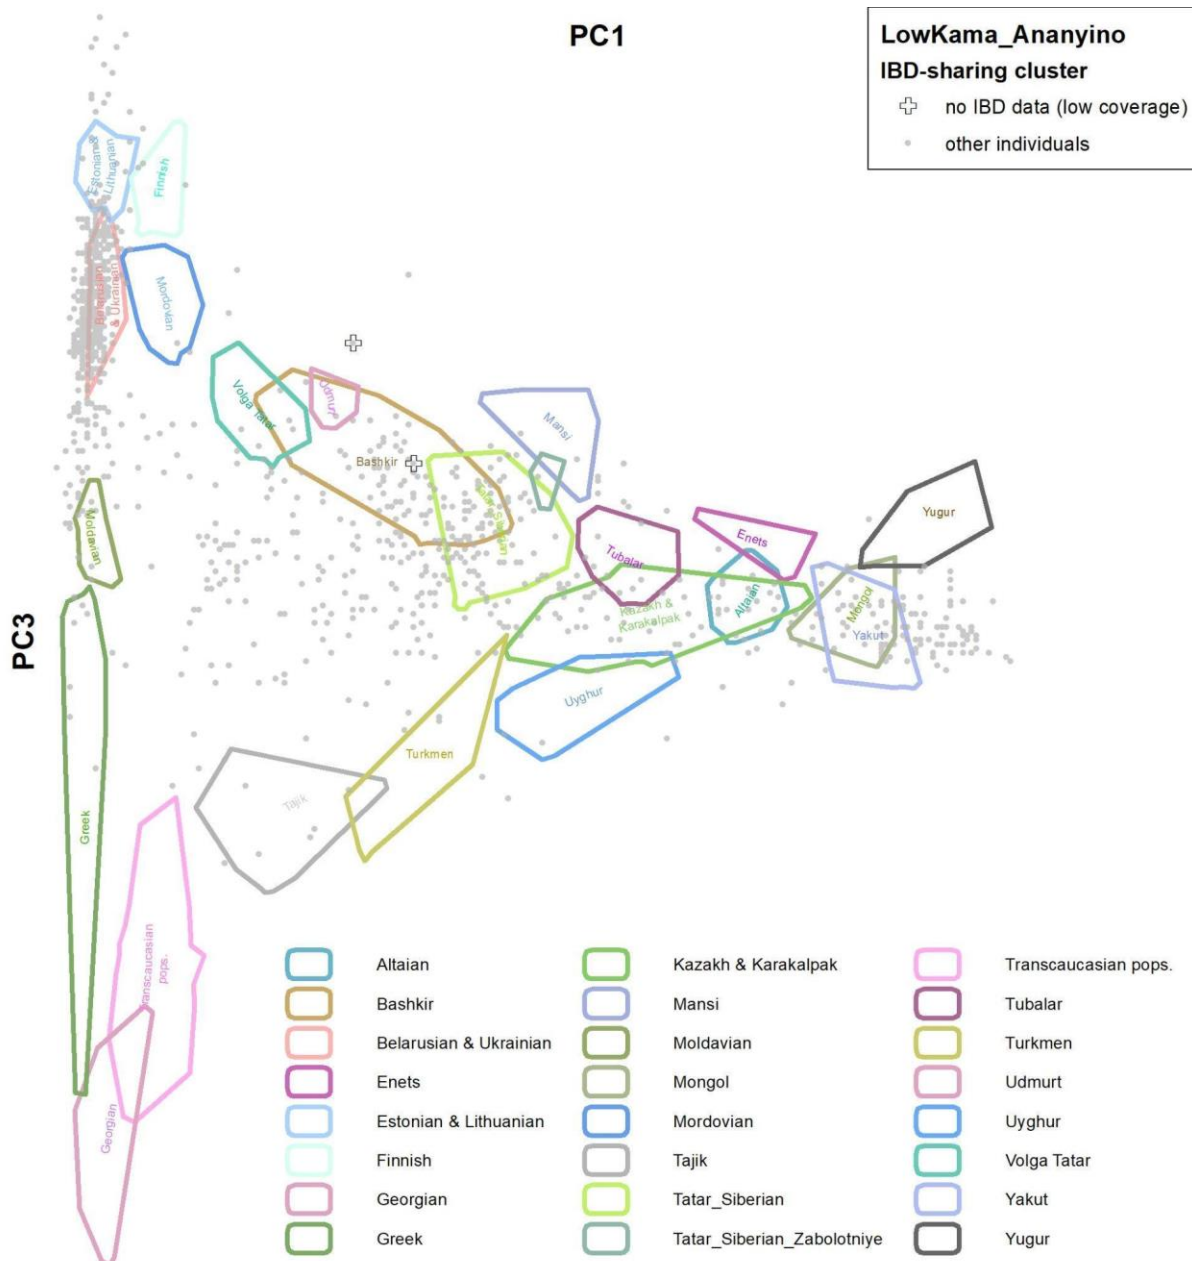 PC1
LowKama_Ananyino
IBD-sharing cluster
no IBD data (low coverage)
other individuals
Estonian &
Lithuanian
Finnish
Belarusian
& Ukrainian
Mordovian
Volga Tatar
Udmurt
Bashkir
Mansi
Tatar_Siberian
Moldavian
Tubalar
Enets
Yugur
Kazakh &
Karakalpak
Altaian
Mongol
Yakut
PC3
Uyghur
Turkmen
Tajik
Greek
Transcaucasian
pops.
Georgian
Altaian
Bashkir
Belarusian & Ukrainian
Enets
Estonian & Lithuanian
Finnish
Georgian
Greek
Kazakh & Karakalpak
Mansi
Moldavian
Mongol
Mordovian
Tajik
Tatar_Siberian
Tatar_Siberian_Zabolotniye
Transcaucasian pops.
Tubalar
Turkmen
Udmurt
Uyghur
Volga Tatar
Yakut
Yugur